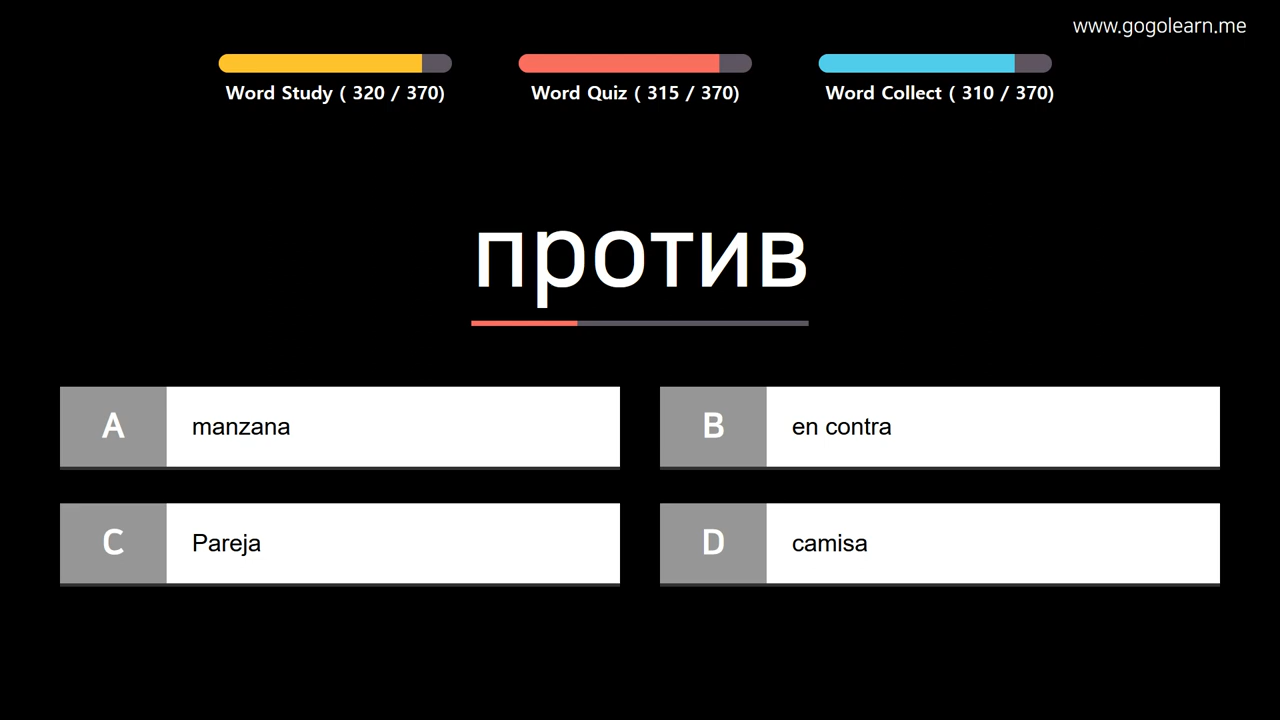 www.gogolearn.me
Word Study ( 320 / 370)
Word Quiz ( 315 / 370)
Word Collect ( 310 / 370)
против
A manzana
B en contra
C Pareja
D camisa